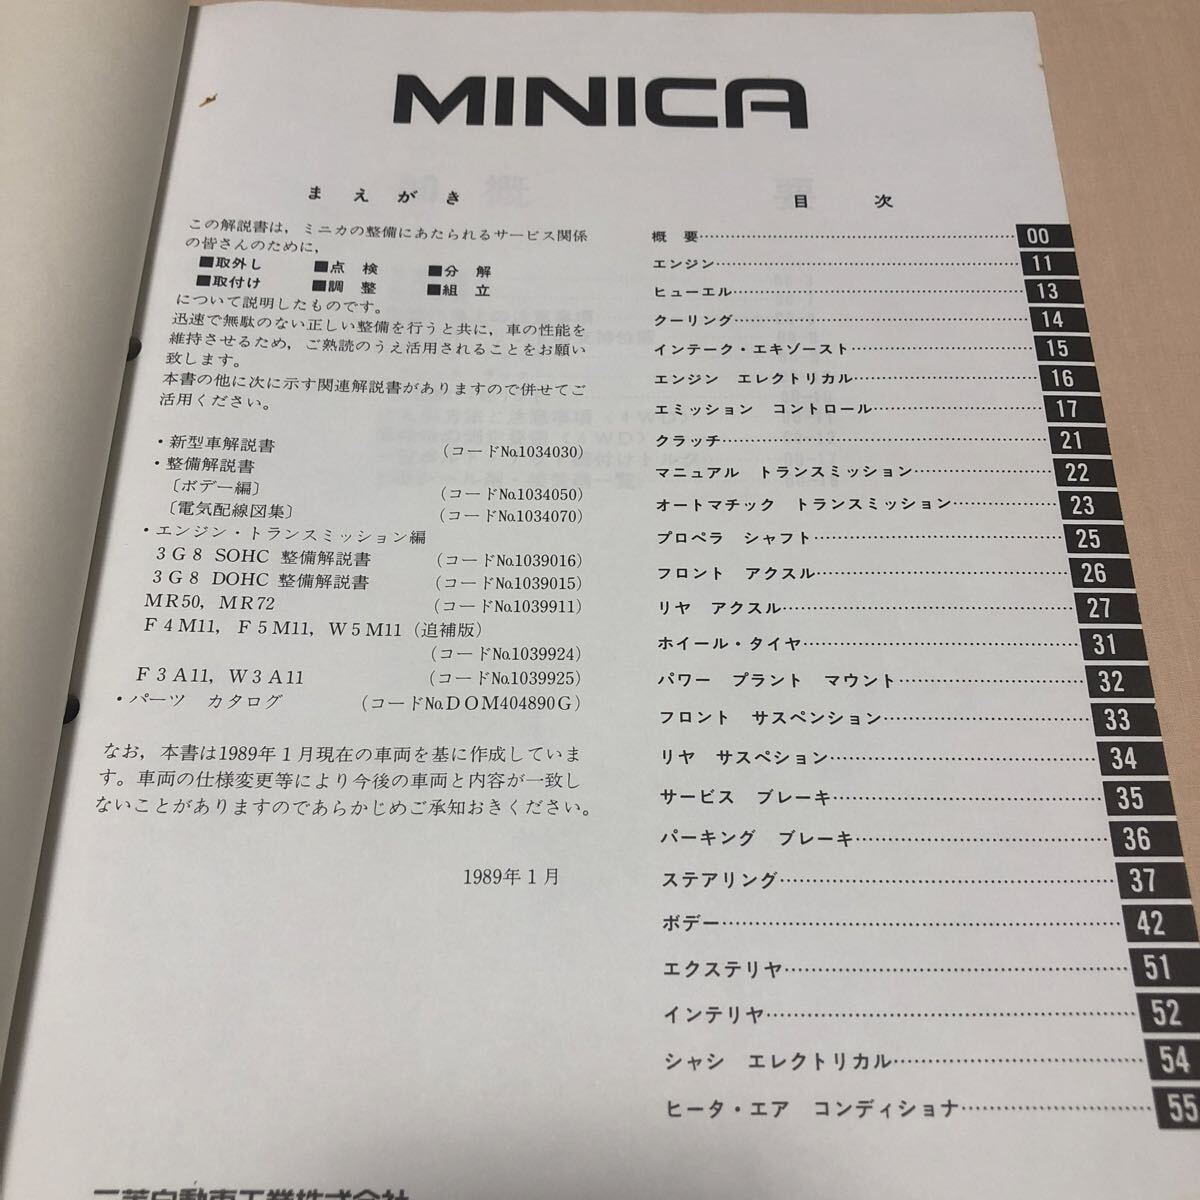 MINICA
まえがき
この解説書は，ミニカの整備にあたられるサービス関係
の皆さんのために，
■取外し ■点 検 ■分 解
■取付け ■調 整 ■組 立
について説明したものです。
迅速で無駄のない正しい整備を行うと共に，車の性能を
維持させるため，ご熟読のうえ活用されることをお願い
致します。
本書の他に次に示す関連解説書がありますので併せてご
活用ください。
・新型車解説書 （コードNo.1034030）
・整備解説書
〔ボデー編〕 （コードNo.1034050）
〔電気配線図集〕 （コードNo.1034070）
・エンジン・トランスミッション編
3G8 SOHC 整備解説書 （コードNo.1039016）
3G8 DOHC 整備解説書 （コードNo.1039015）
MR50，MR72 （コードNo.1039911）
F4M11，F5M11，W5M11（追補版）
（コードNo.1039924）
F3A11，W3A11 （コードNo.1039925）
・パーツ カタログ （コードNo.DOM404890G）
なお，本書は1989年1月現在の車両を基に作成していま
す。車両の仕様変更等により今後の車両と内容が一致し
ないことがありますのであらかじめご承知おきください。
1989年1月
三菱自動車工業株式会社
目 次
概 要 00
エンジン 11
ヒューエル 13
クーリング 14
インテーク・エキゾースト 15
エンジン エレクトリカル 16
エミッション コントロール 17
クラッチ 21
マニュアル トランスミッション 22
オートマチック トランスミッション 23
プロペラ シャフト 25
フロント アクスル 26
リヤ アクスル 27
ホイール・タイヤ 31
パワー プラント マウント 32
フロント サスペンション 33
リヤ サスペション 34
サービス ブレーキ 35
パーキング ブレーキ 36
ステアリング 37
ボデー 42
エクステリヤ 51
インテリヤ 52
シャシ エレクトリカル 54
ヒータ・エア コンディショナ 55